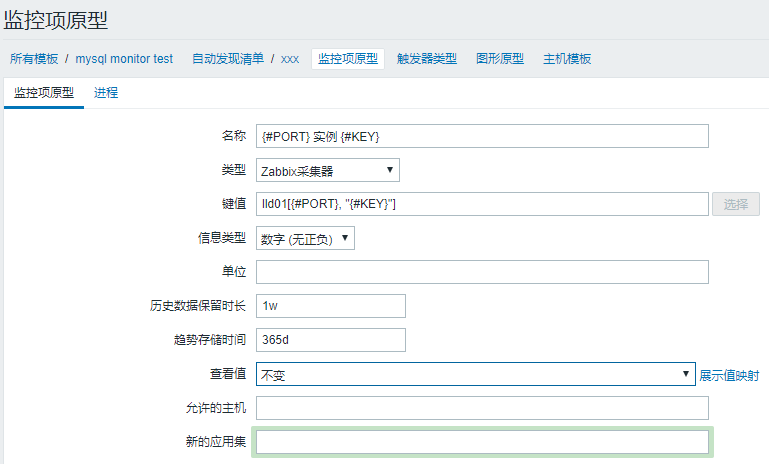 监控项原型
所有模板 / mysql monitor test 自动发现清单 / xxx 监控项原型 触发器类型 图形原型 主机模板
监控项原型 进程
名称 {#PORT} 实例 {#KEY}
类型 Zabbix采集器
键值 lld01[{#PORT}, "{#KEY}"] 选择
信息类型 数字 (无正负)
单位
历史数据保留时长 1w
趋势存储时间 365d
查看值 不变 展示值映射
允许的主机
新的应用集